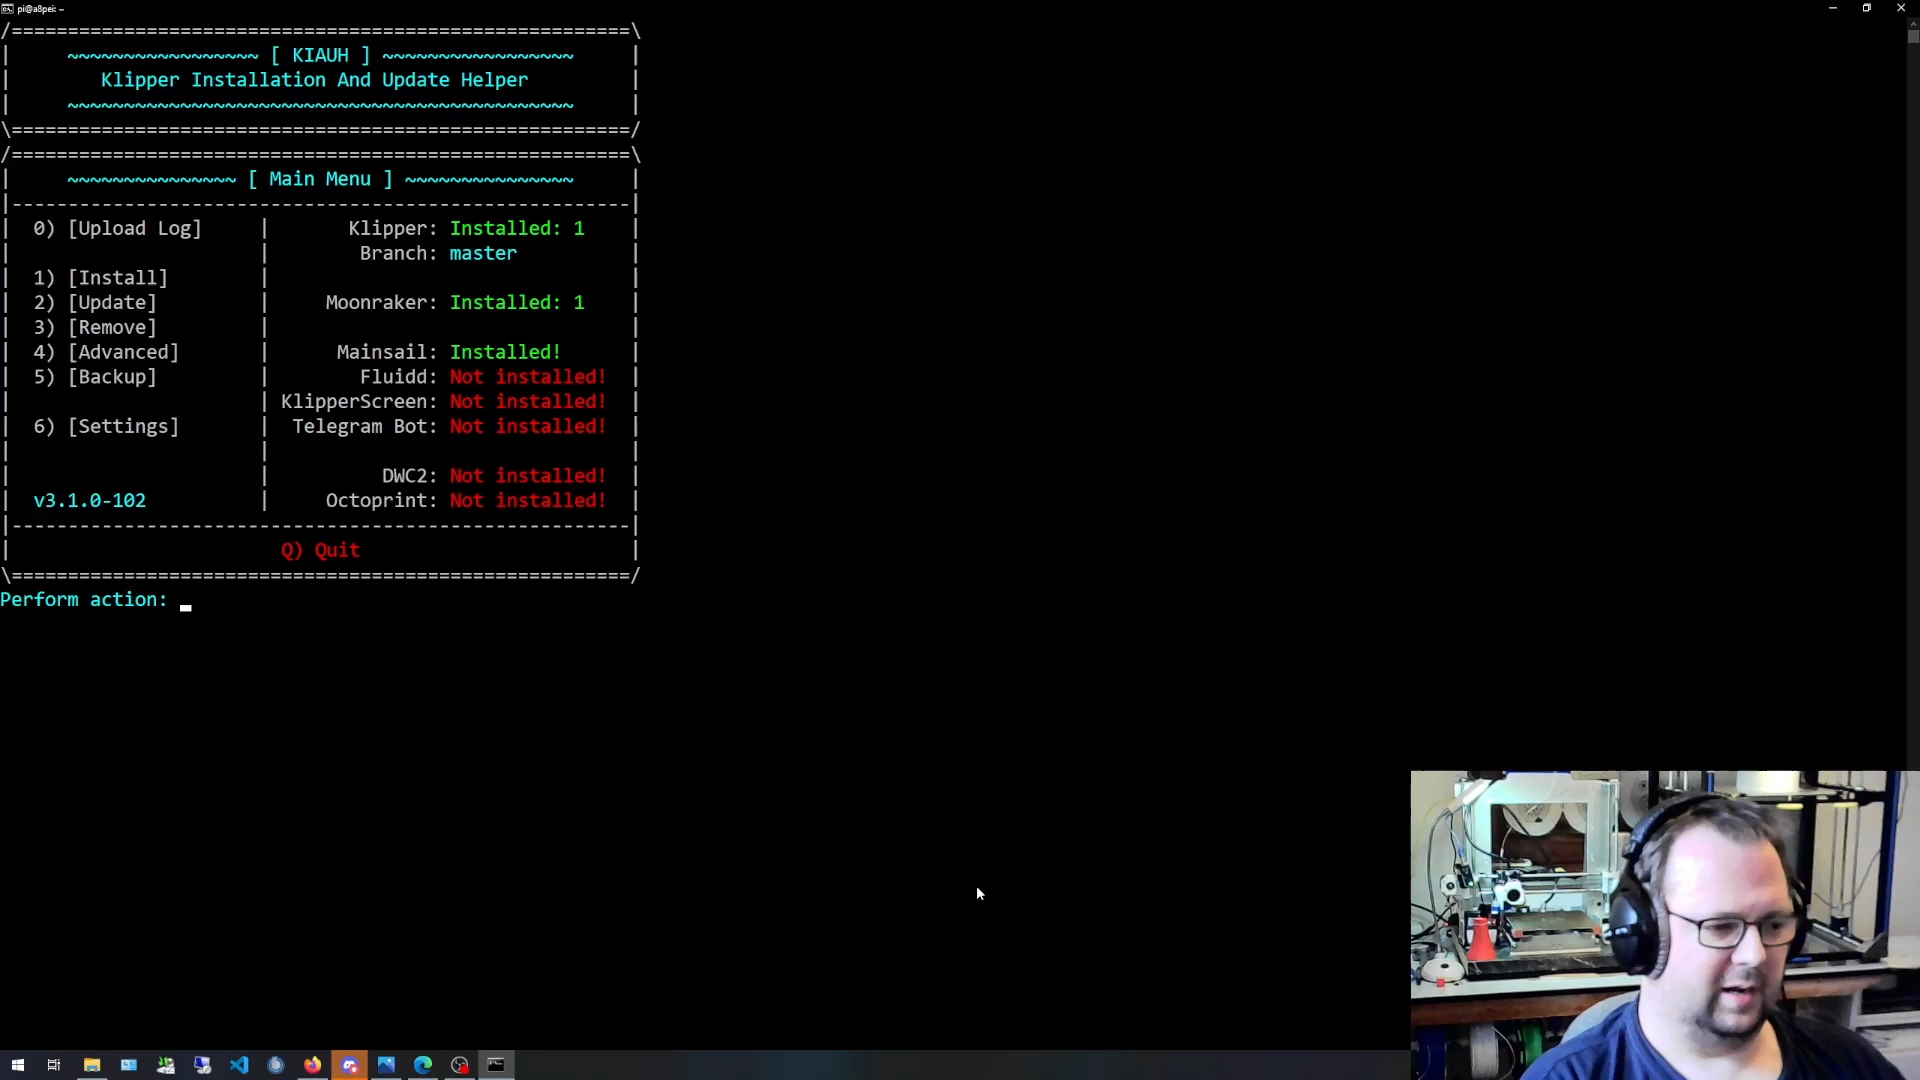 pi@a8pei: ~
/=======================================================\
|     ~~~~~~~~~~~~~~~~~ [ KIAUH ] ~~~~~~~~~~~~~~~~~     |
|        Klipper Installation And Update Helper         |
|     ~~~~~~~~~~~~~~~~~~~~~~~~~~~~~~~~~~~~~~~~~~~~~     |
\=======================================================/
/=======================================================\
|     ~~~~~~~~~~~~~~~ [ Main Menu ] ~~~~~~~~~~~~~~~     |
|-------------------------------------------------------|
|  0) [Upload Log]     |       Klipper: Installed: 1    |
|                      |        Branch: master          |
|  1) [Install]        |                                |
|  2) [Update]         |     Moonraker: Installed: 1    |
|  3) [Remove]         |                                |
|  4) [Advanced]       |      Mainsail: Installed!      |
|  5) [Backup]         |        Fluidd: Not installed!  |
|                      | KlipperScreen: Not installed!  |
|  6) [Settings]       |  Telegram Bot: Not installed!  |
|                      |                                |
|                      |          DWC2: Not installed!  |
|  v3.1.0-102          |     Octoprint: Not installed!  |
|-------------------------------------------------------|
|                        Q) Quit                        |
\=======================================================/
Perform action: